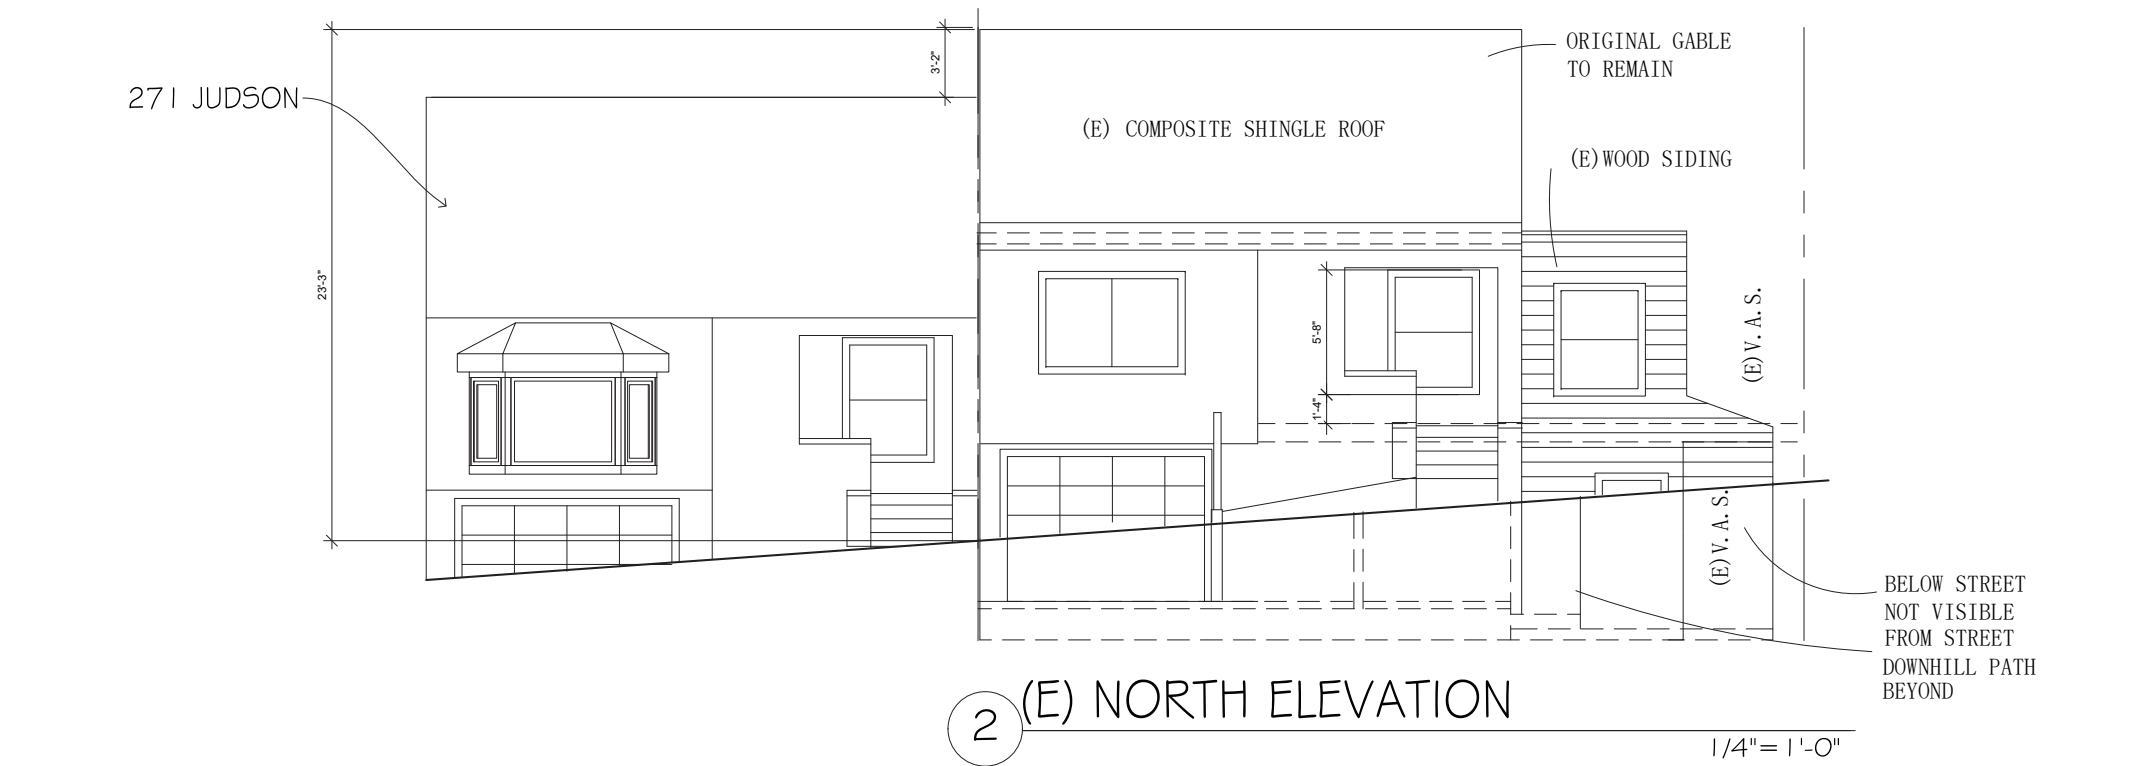 ORIGINAL GABLE
TO REMAIN
3'-2"
271 JUDSON
(E) COMPOSITE SHINGLE ROOF
(E)WOOD SIDING
23'-3"
5'-8"
1'-4"
(E)V.A.S.
(E)V.A.S.
BELOW STREET
NOT VISIBLE
FROM STREET
DOWNHILL PATH
BEYOND
2
(E) NORTH ELEVATION
1/4"=1'-0"